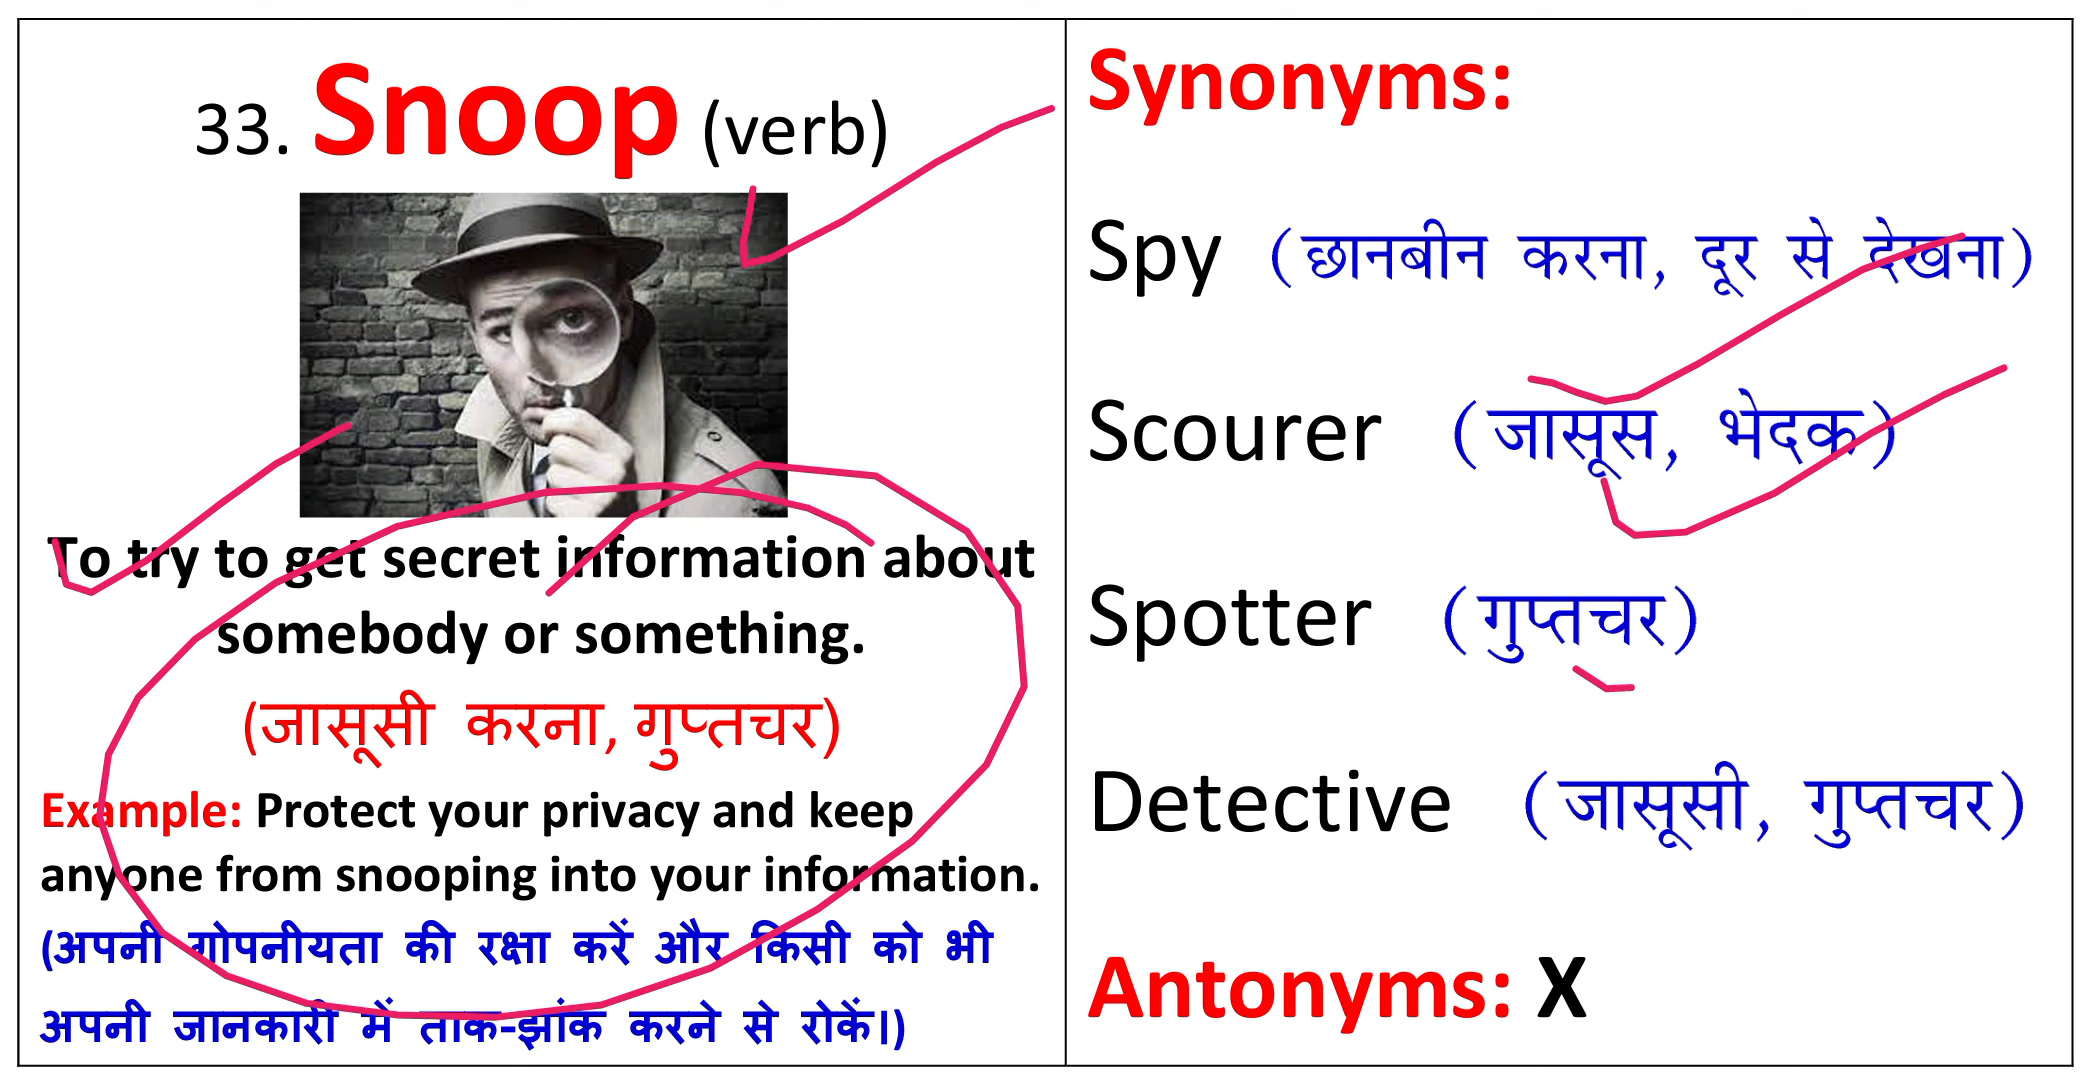 33. Snoop (verb)
To try to get secret information about
somebody or something.
(जासूसी करना, गुप्तचर)
Example: Protect your privacy and keep
anyone from snooping into your information.
(अपनी गोपनीयता की रक्षा करें और किसी को भी
अपनी जानकारी में ताक-झांक करने से रोकें।)
Synonyms:
Spy (छानबीन करना, दूर से देखना)
Scourer (जासूस, भेदक)
Spotter (गुप्तचर)
Detective (जासूसी, गुप्तचर)
Antonyms: X